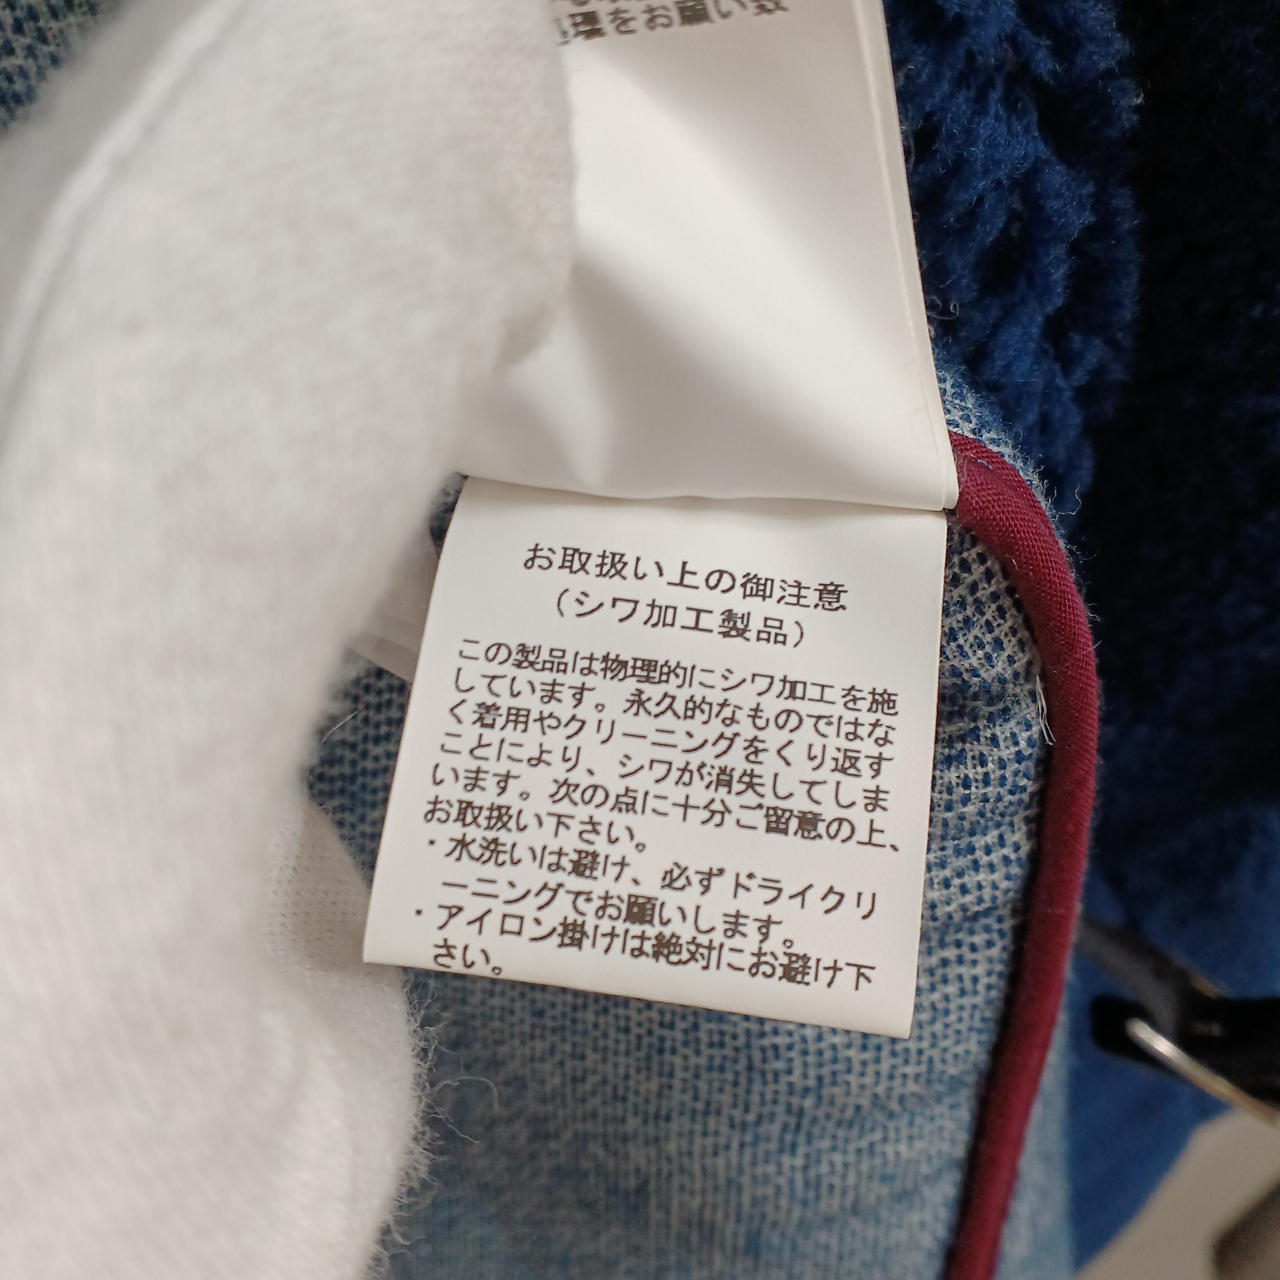 理をお願い致
お取扱い上の御注意
（シワ加工製品）
この製品は物理的にシワ加工を施
しています。永久的なものではな
く着用やクリーニングをくり返す
ことにより、シワが消失してしま
います。次の点に十分ご留意の上、
お取扱い下さい。
・水洗いは避け、必ずドライクリ
ーニングでお願いします。
・アイロン掛けは絶対にお避け下
さい。